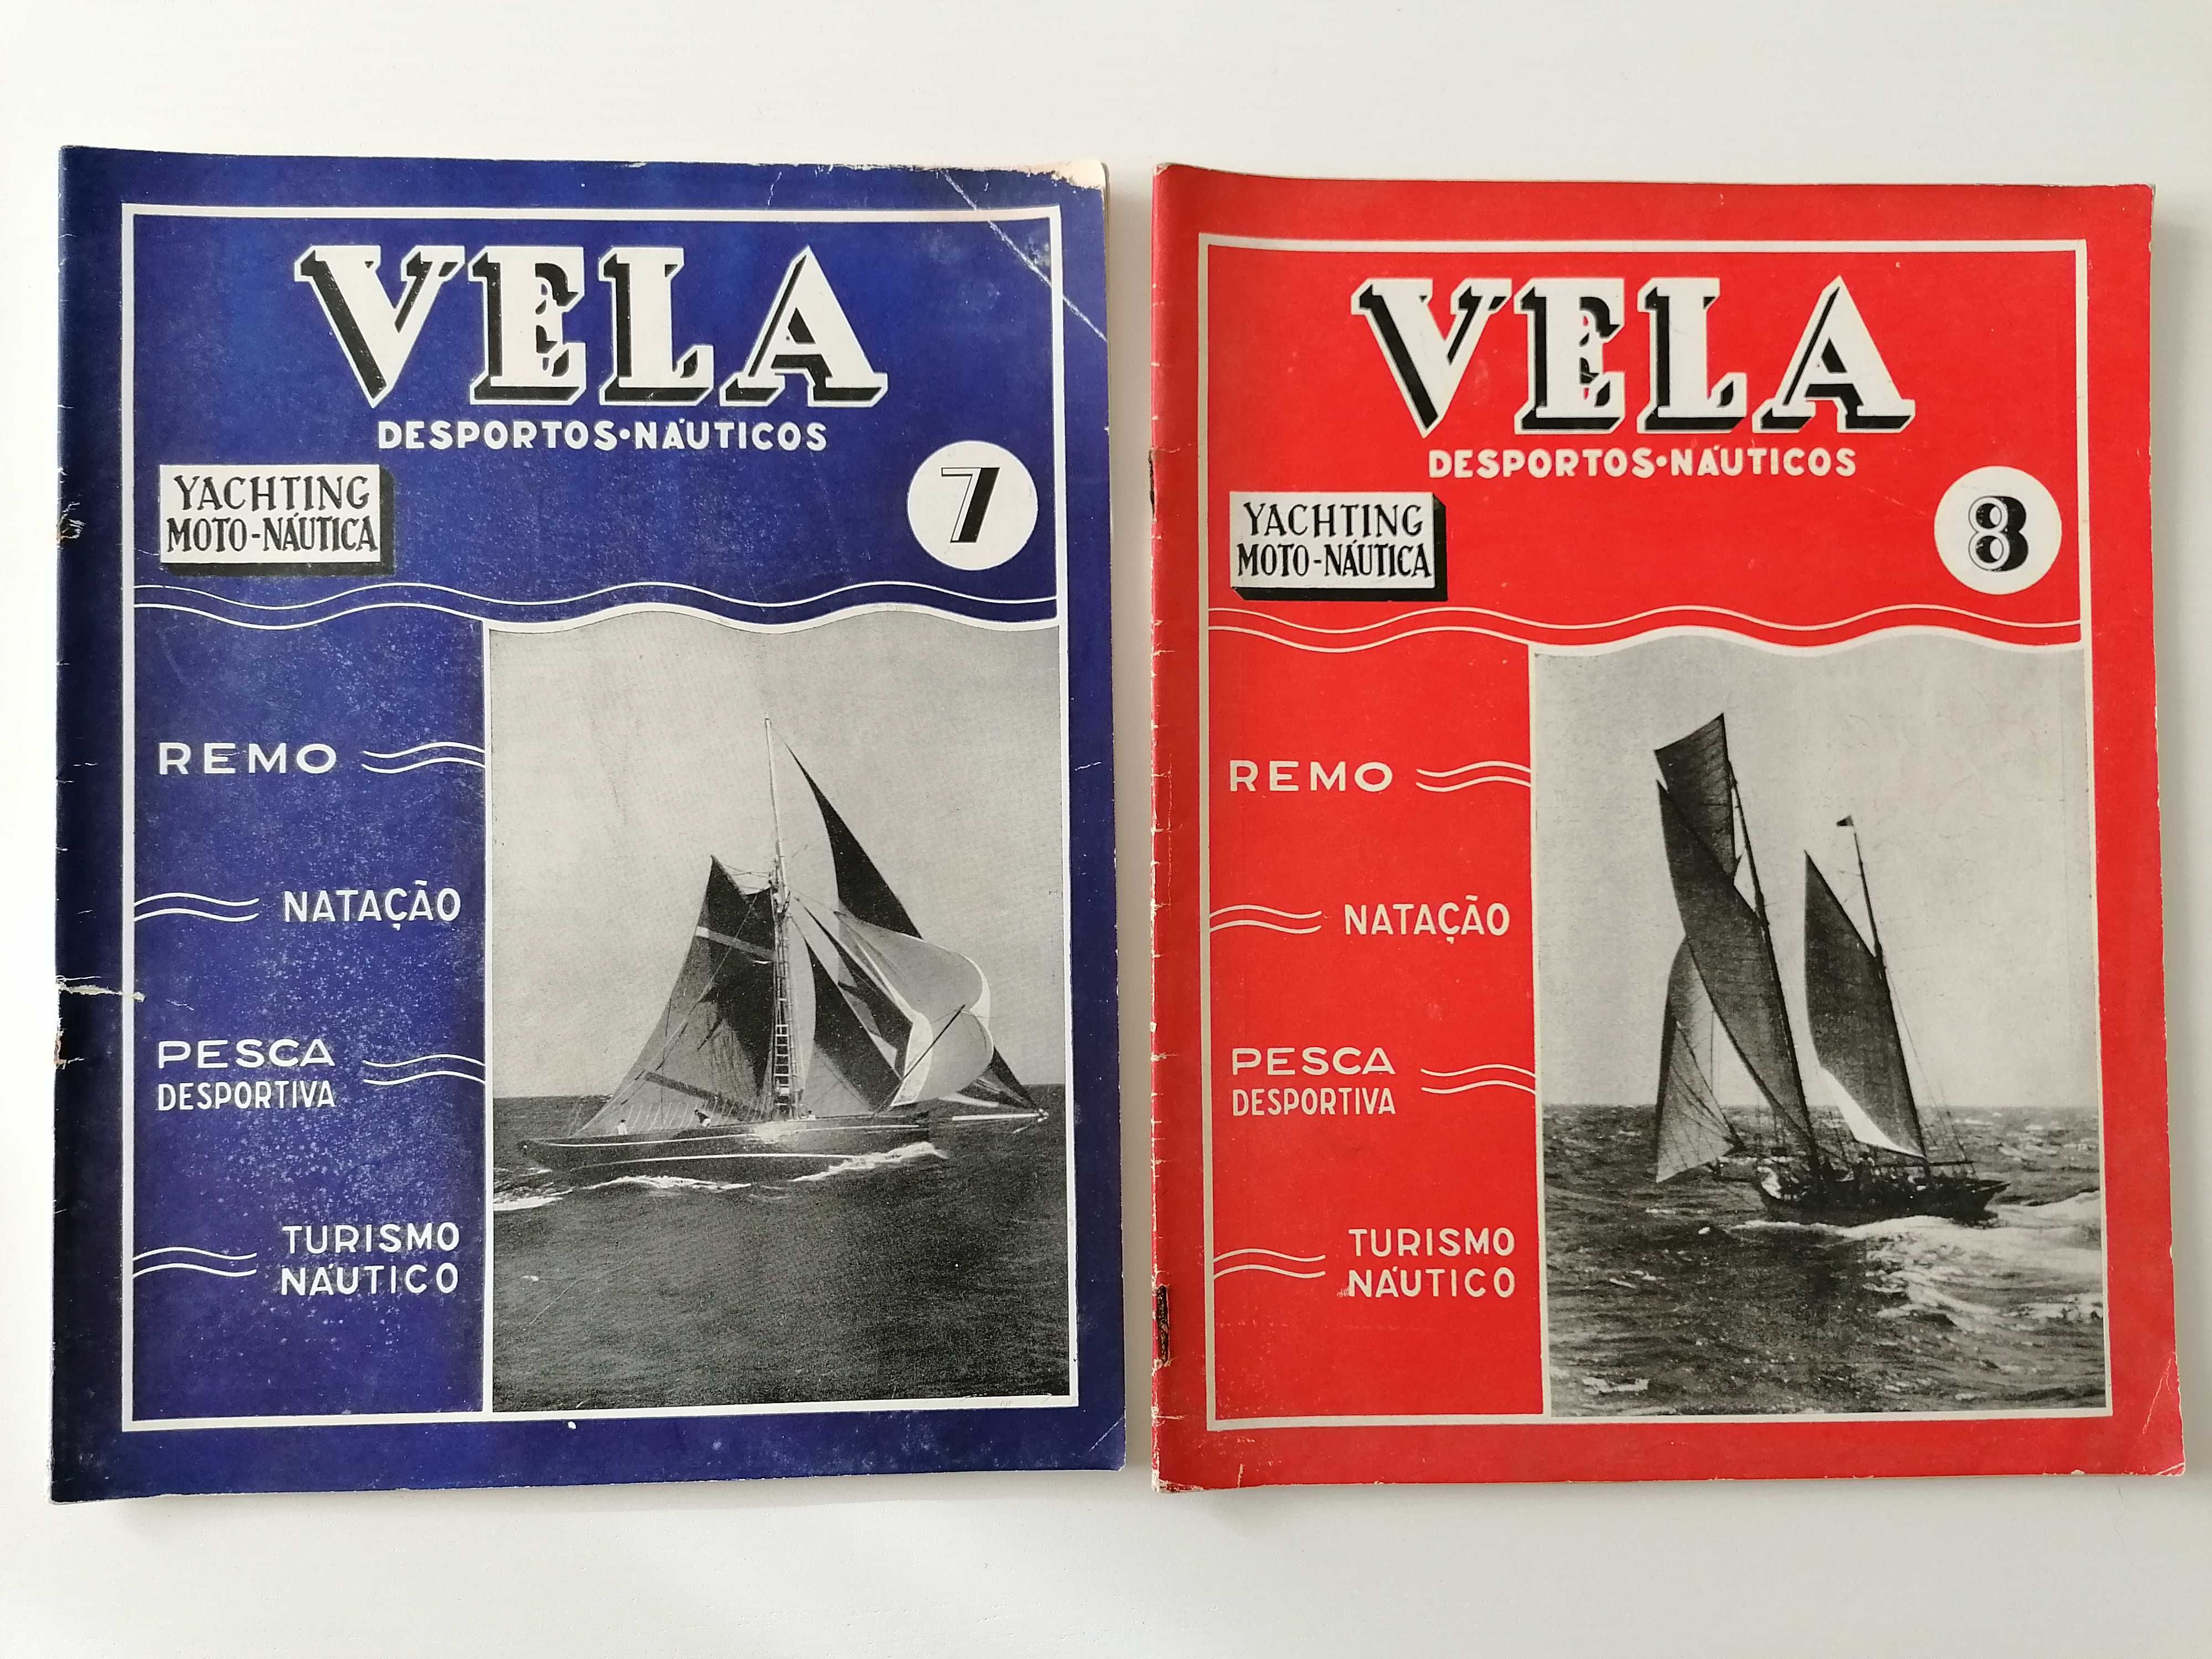 VELA
DESPORTOS•NÁUTICOS
YACHTING
MOTO-NÁUTICA
7
REMO
NATAÇÃO
PESCA
DESPORTIVA
TURISMO
NÁUTICO
VELA
DESPORTOS•NÁUTICOS
YACHTING
MOTO-NÁUTICA
8
REMO
NATAÇÃO
PESCA
DESPORTIVA
TURISMO
NÁUTICO